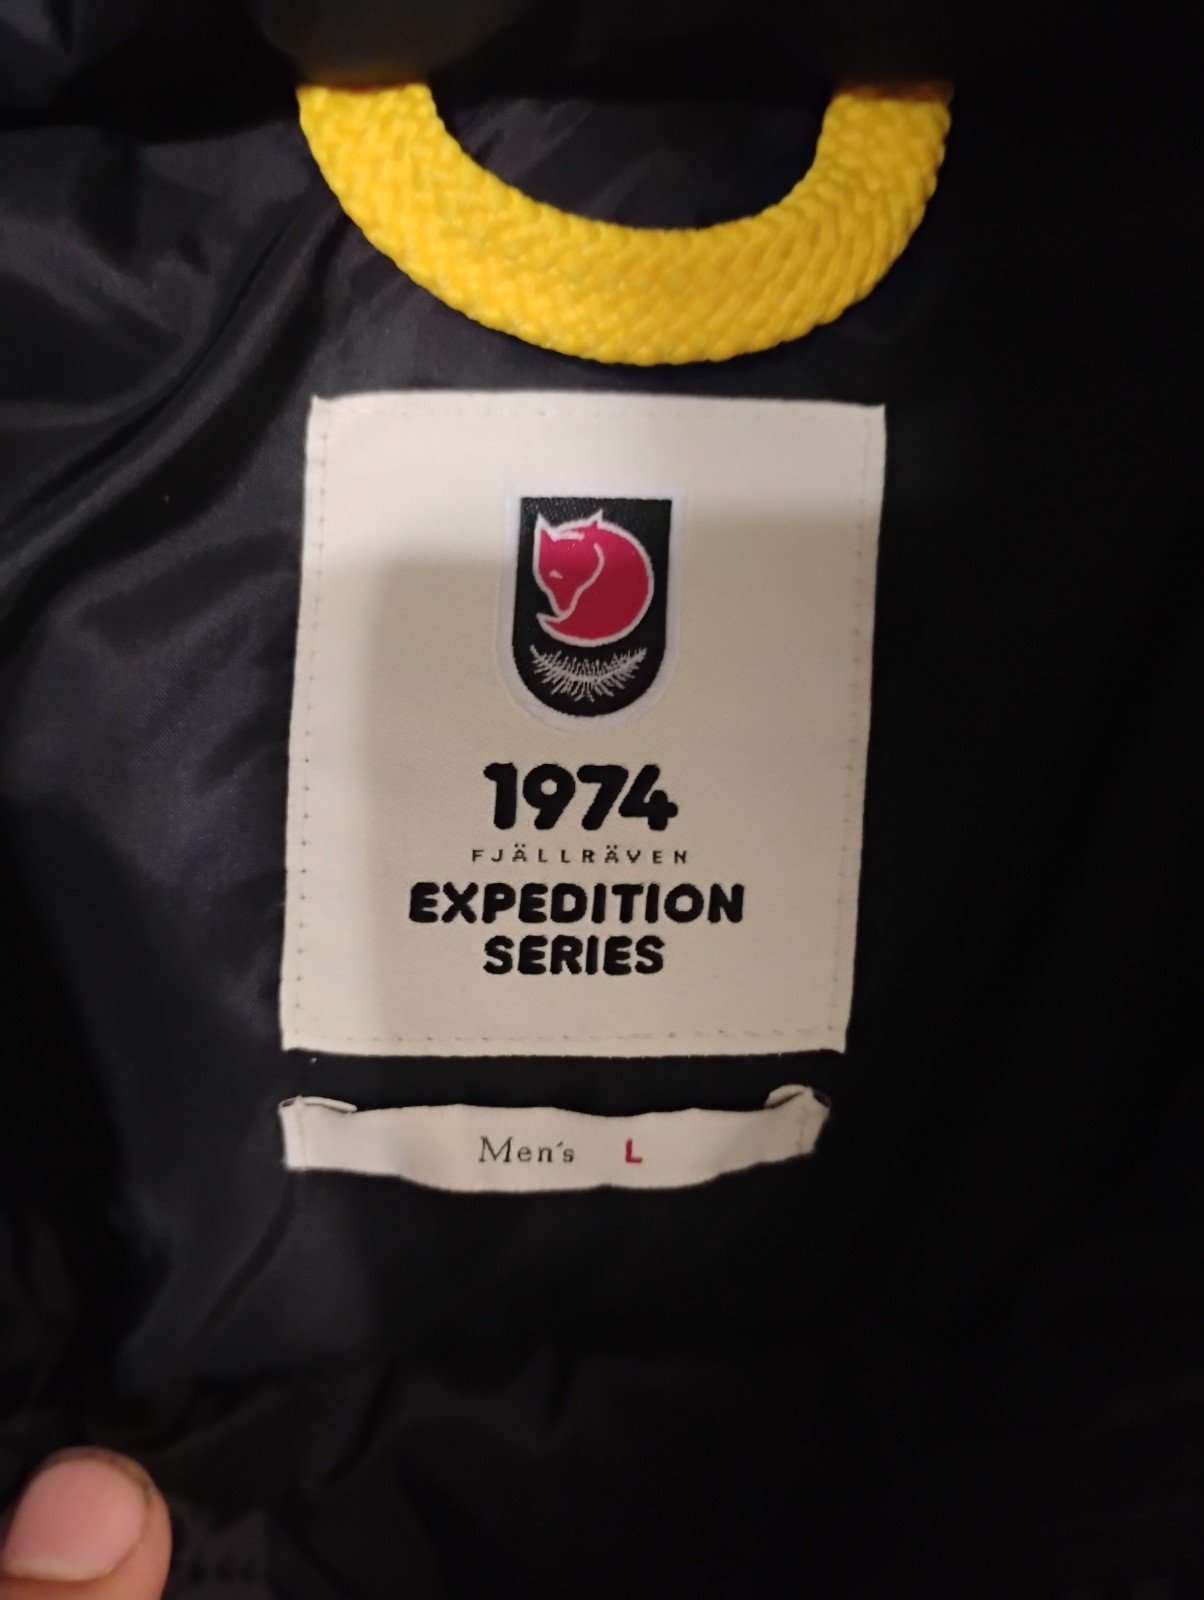 1974
FJÄLLRÄVEN
EXPEDITION
SERIES
Men's L